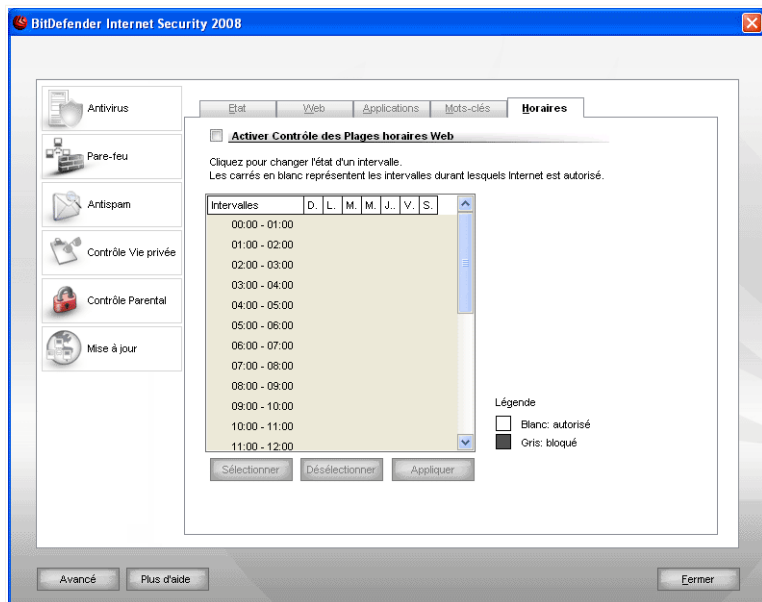 BitDefender Internet Security 2008
Antivirus
Pare-feu
Antispam
Contrôle Vie privée
Contrôle Parental
Mise à jour
Etat Web Applications Mots-clés Horaires
Activer Contrôle des Plages horaires Web
Cliquez pour changer l'état d'un intervalle.
Les carrés en blanc représentent les intervalles durant lesquels Internet est autorisé.
Intervalles D. L. M. M. J.. V. S.
00:00 - 01:00
01:00 - 02:00
02:00 - 03:00
03:00 - 04:00
04:00 - 05:00
05:00 - 06:00
06:00 - 07:00
07:00 - 08:00
08:00 - 09:00
09:00 - 10:00
10:00 - 11:00
11:00 - 12:00
Légende
Blanc: autorisé
Gris: bloqué
Sélectionner Désélectionner Appliquer
Avancé Plus d'aide Fermer